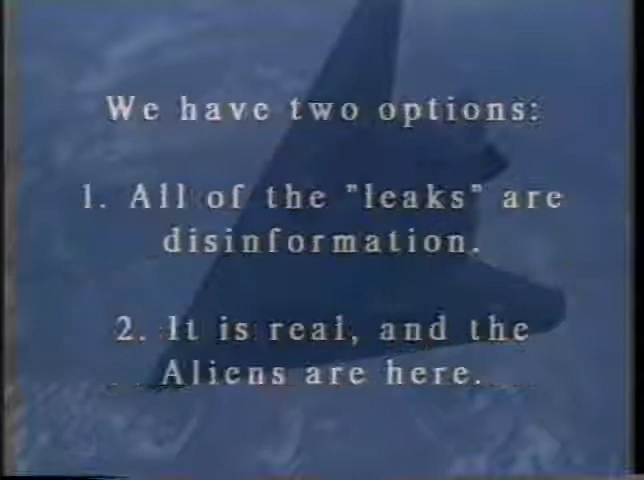 We have two options:
1. All of the "leaks" are
disinformation.
2. It is real, and the
Aliens are here.